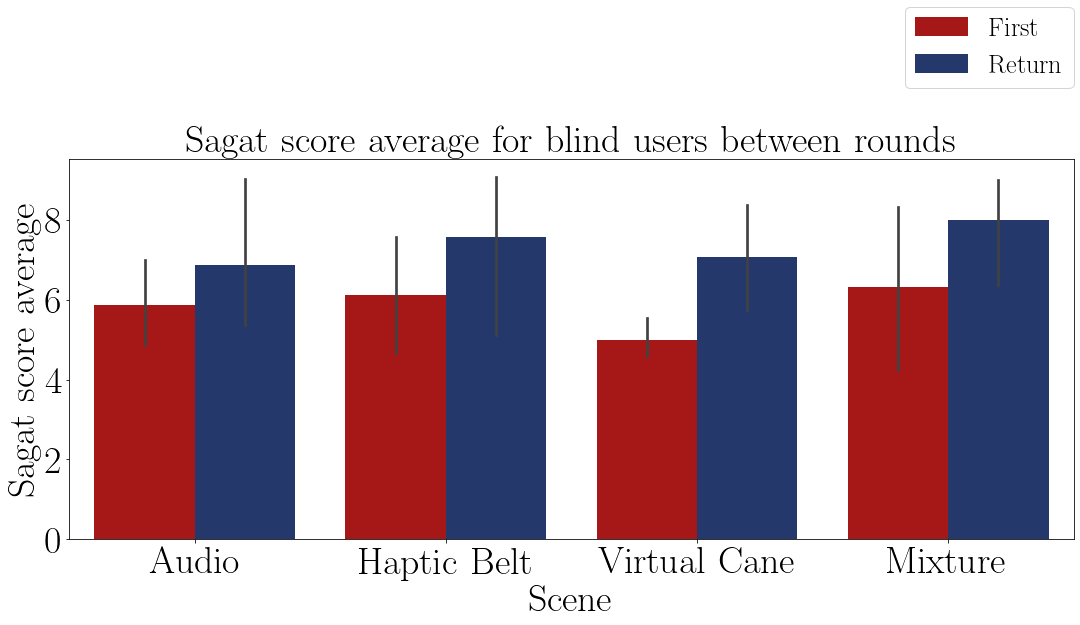 First
Return
Sagat score average for blind users between rounds
Sagat score average
8
6
4
2
0
Audio
Haptic Belt
Virtual Cane
Mixture
Scene